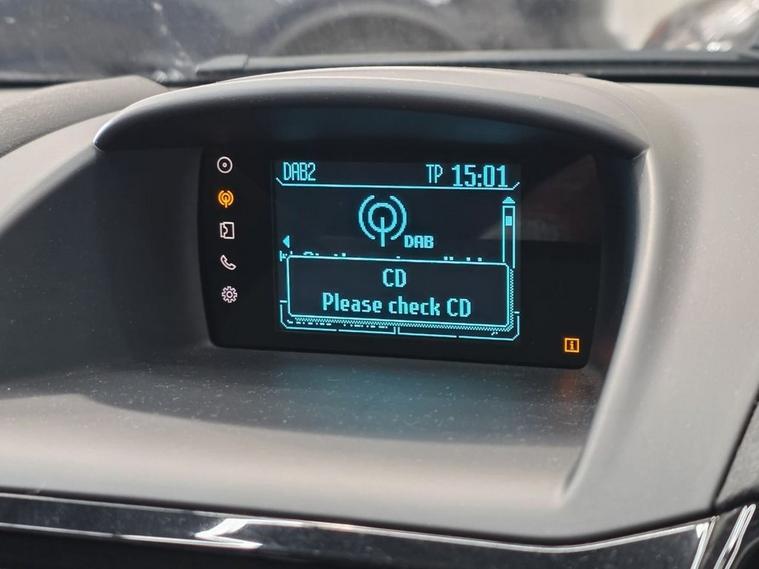 DAB2 TP 15:01
DAB
CD
Please check CD